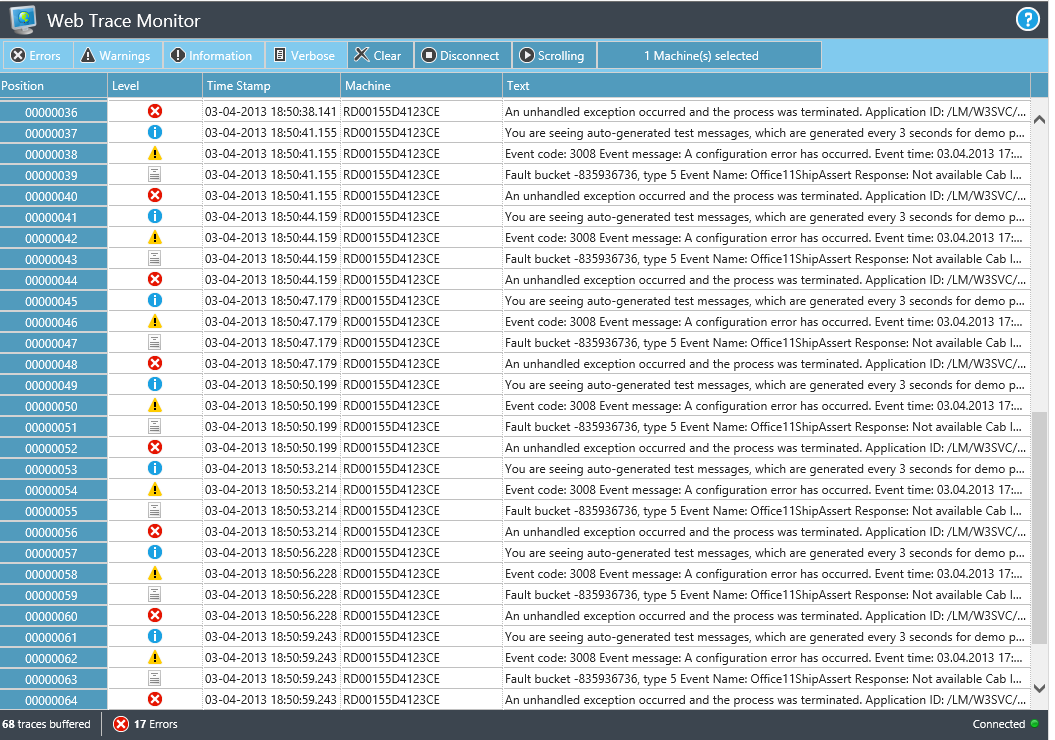 Web Trace Monitor
?
Errors Warnings Information Verbose Clear Disconnect Scrolling 1 Machine(s) selected
Position Level Time Stamp Machine Text
00000036 03-04-2013 18:50:38.141 RD00155D4123CE An unhandled exception occurred and the process was terminated. Application ID: /LM/W3SVC/...
00000037 03-04-2013 18:50:41.155 RD00155D4123CE You are seeing auto-generated test messages, which are generated every 3 seconds for demo p...
00000038 03-04-2013 18:50:41.155 RD00155D4123CE Event code: 3008 Event message: A configuration error has occurred. Event time: 03.04.2013 17:...
00000039 03-04-2013 18:50:41.155 RD00155D4123CE Fault bucket -835936736, type 5 Event Name: Office11ShipAssert Response: Not available Cab I...
00000040 03-04-2013 18:50:41.155 RD00155D4123CE An unhandled exception occurred and the process was terminated. Application ID: /LM/W3SVC/...
00000041 03-04-2013 18:50:44.159 RD00155D4123CE You are seeing auto-generated test messages, which are generated every 3 seconds for demo p...
00000042 03-04-2013 18:50:44.159 RD00155D4123CE Event code: 3008 Event message: A configuration error has occurred. Event time: 03.04.2013 17:...
00000043 03-04-2013 18:50:44.159 RD00155D4123CE Fault bucket -835936736, type 5 Event Name: Office11ShipAssert Response: Not available Cab I...
00000044 03-04-2013 18:50:44.159 RD00155D4123CE An unhandled exception occurred and the process was terminated. Application ID: /LM/W3SVC/...
00000045 03-04-2013 18:50:47.179 RD00155D4123CE You are seeing auto-generated test messages, which are generated every 3 seconds for demo p...
00000046 03-04-2013 18:50:47.179 RD00155D4123CE Event code: 3008 Event message: A configuration error has occurred. Event time: 03.04.2013 17:...
00000047 03-04-2013 18:50:47.179 RD00155D4123CE Fault bucket -835936736, type 5 Event Name: Office11ShipAssert Response: Not available Cab I...
00000048 03-04-2013 18:50:47.179 RD00155D4123CE An unhandled exception occurred and the process was terminated. Application ID: /LM/W3SVC/...
00000049 03-04-2013 18:50:50.199 RD00155D4123CE You are seeing auto-generated test messages, which are generated every 3 seconds for demo p...
00000050 03-04-2013 18:50:50.199 RD00155D4123CE Event code: 3008 Event message: A configuration error has occurred. Event time: 03.04.2013 17:...
00000051 03-04-2013 18:50:50.199 RD00155D4123CE Fault bucket -835936736, type 5 Event Name: Office11ShipAssert Response: Not available Cab I...
00000052 03-04-2013 18:50:50.199 RD00155D4123CE An unhandled exception occurred and the process was terminated. Application ID: /LM/W3SVC/...
00000053 03-04-2013 18:50:53.214 RD00155D4123CE You are seeing auto-generated test messages, which are generated every 3 seconds for demo p...
00000054 03-04-2013 18:50:53.214 RD00155D4123CE Event code: 3008 Event message: A configuration error has occurred. Event time: 03.04.2013 17:...
00000055 03-04-2013 18:50:53.214 RD00155D4123CE Fault bucket -835936736, type 5 Event Name: Office11ShipAssert Response: Not available Cab I...
00000056 03-04-2013 18:50:53.214 RD00155D4123CE An unhandled exception occurred and the process was terminated. Application ID: /LM/W3SVC/...
00000057 03-04-2013 18:50:56.228 RD00155D4123CE You are seeing auto-generated test messages, which are generated every 3 seconds for demo p...
00000058 03-04-2013 18:50:56.228 RD00155D4123CE Event code: 3008 Event message: A configuration error has occurred. Event time: 03.04.2013 17:...
00000059 03-04-2013 18:50:56.228 RD00155D4123CE Fault bucket -835936736, type 5 Event Name: Office11ShipAssert Response: Not available Cab I...
00000060 03-04-2013 18:50:56.228 RD00155D4123CE An unhandled exception occurred and the process was terminated. Application ID: /LM/W3SVC/...
00000061 03-04-2013 18:50:59.243 RD00155D4123CE You are seeing auto-generated test messages, which are generated every 3 seconds for demo p...
00000062 03-04-2013 18:50:59.243 RD00155D4123CE Event code: 3008 Event message: A configuration error has occurred. Event time: 03.04.2013 17:...
00000063 03-04-2013 18:50:59.243 RD00155D4123CE Fault bucket -835936736, type 5 Event Name: Office11ShipAssert Response: Not available Cab I...
00000064 03-04-2013 18:50:59.243 RD00155D4123CE An unhandled exception occurred and the process was terminated. Application ID: /LM/W3SVC/...
68 traces buffered 17 Errors Connected